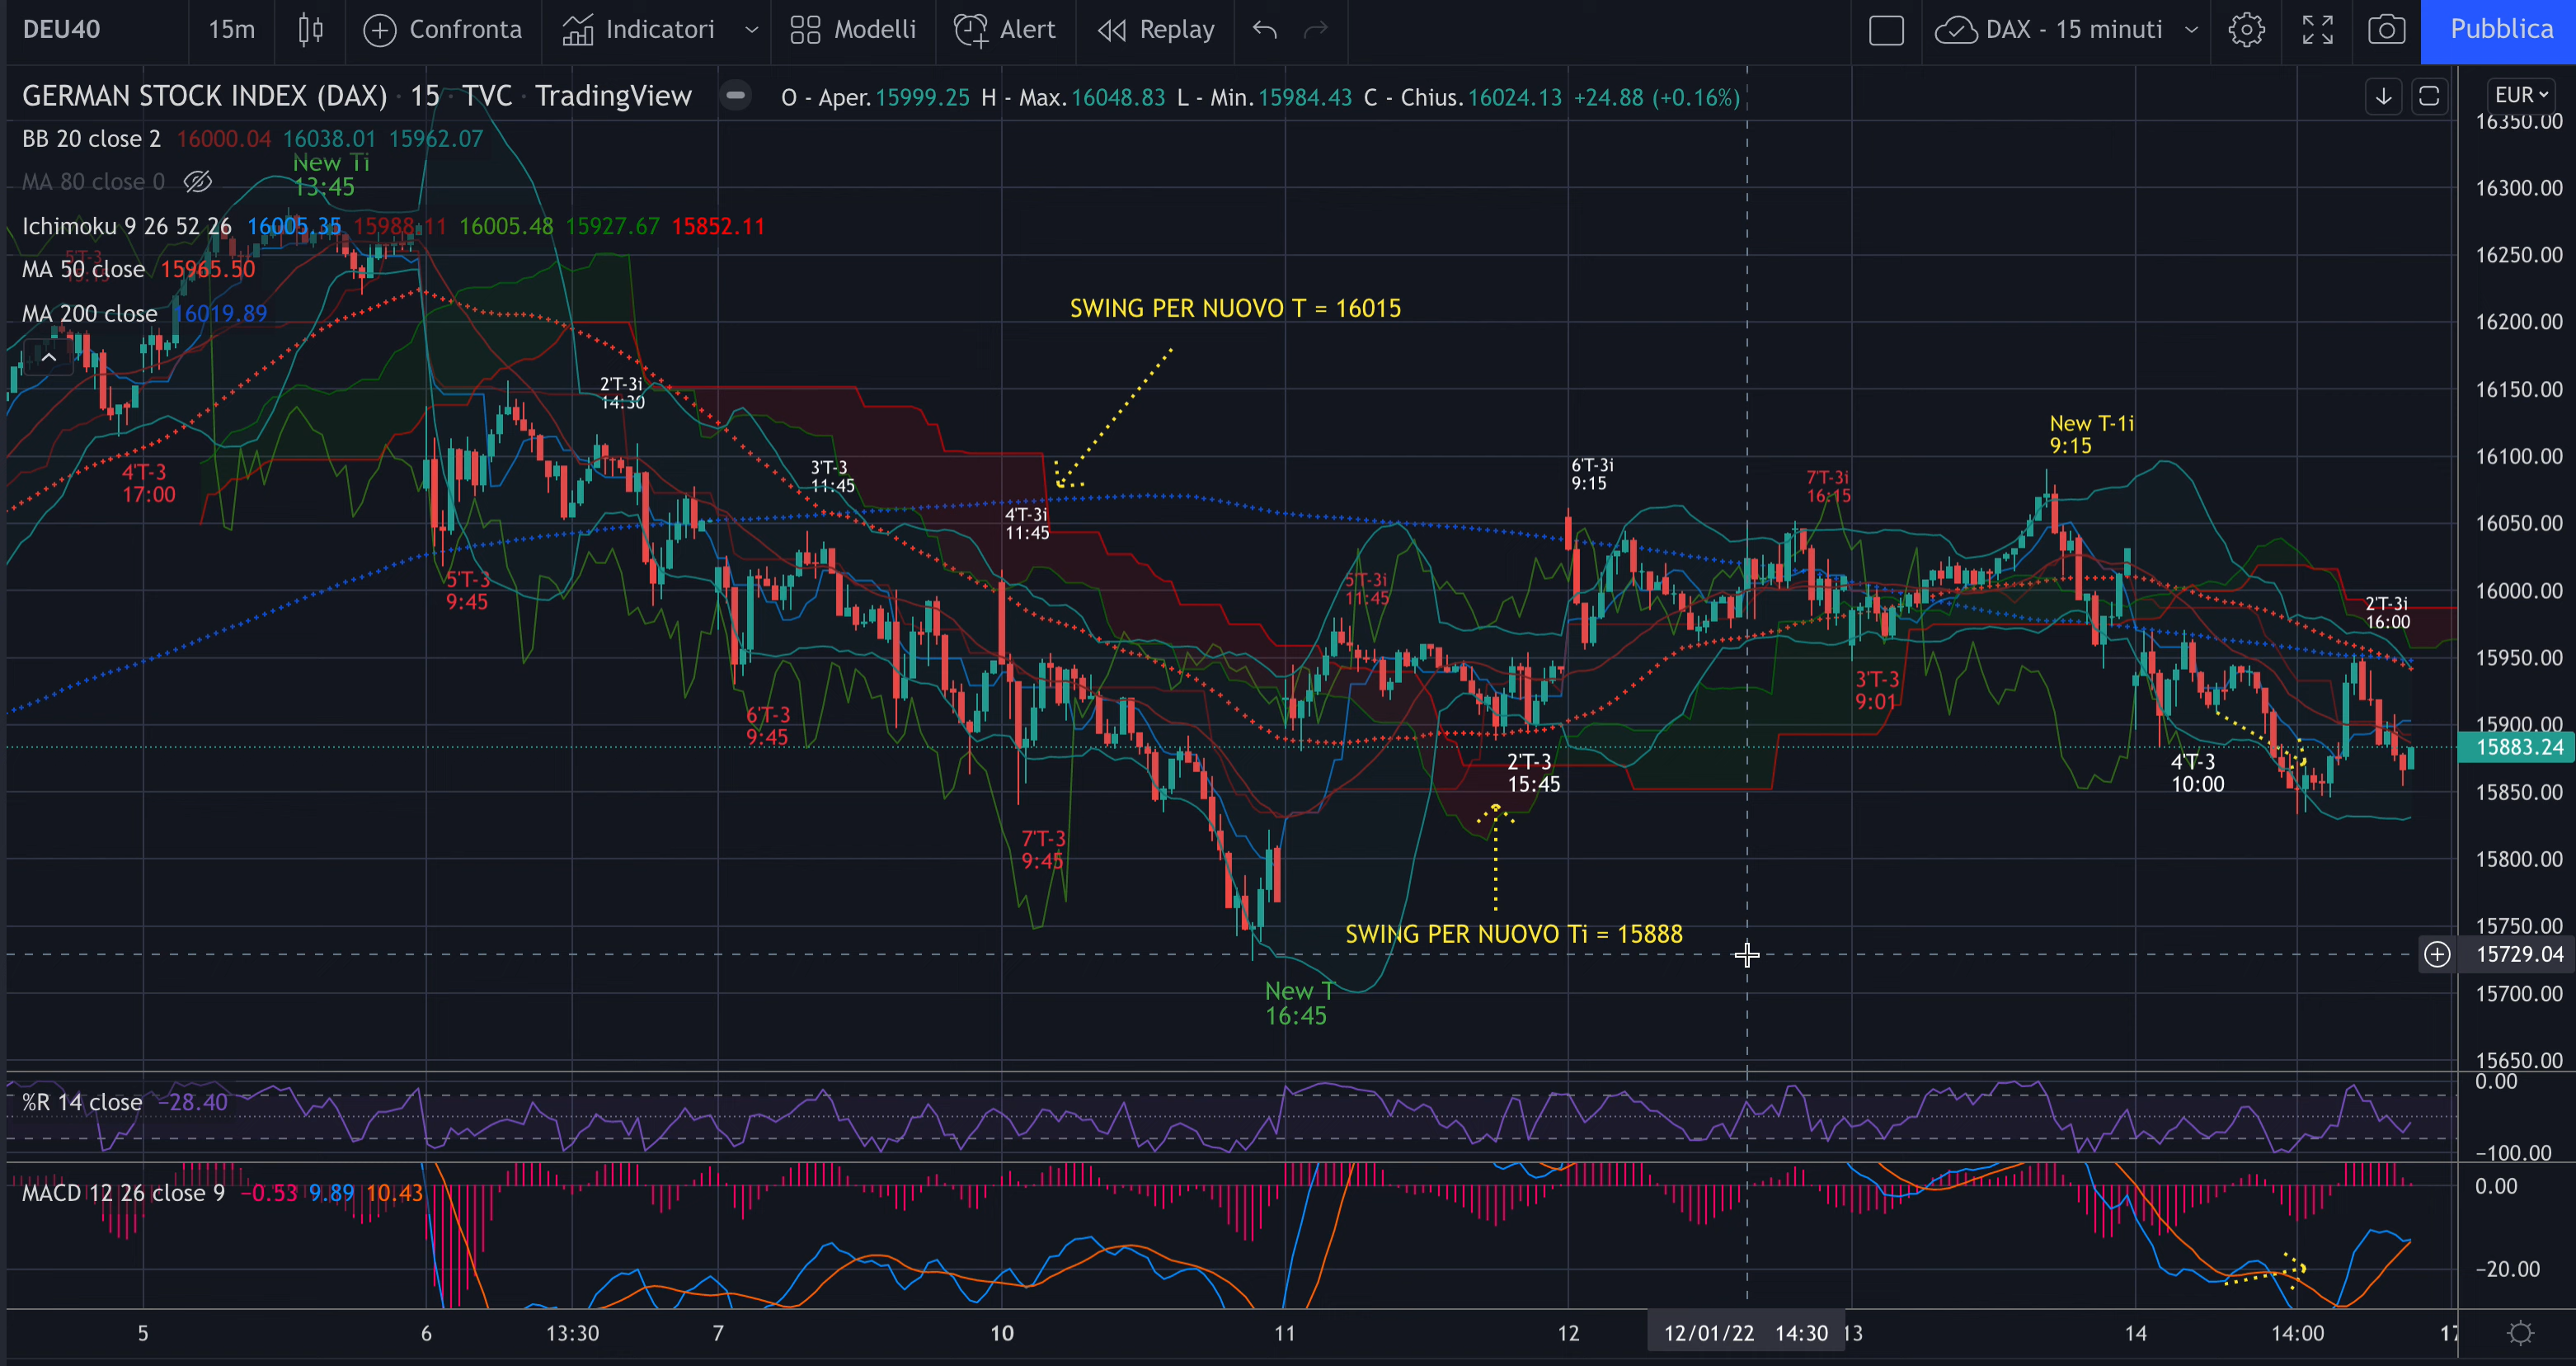 DEU40 15m Confronta Indicatori Modelli Alert Replay DAX - 15 minuti Pubblica
GERMAN STOCK INDEX (DAX) · 15 · TVC · TradingView O - Aper.15999.25 H - Max.16048.83 L - Min.15984.43 C - Chius.16024.13 +24.88 (+0.16%)
EUR
BB 20 close 2 16000.04 16038.01 15962.07
New Ti
13:45
MA 80 close 0
Ichimoku 9 26 52 26 16005.35 15988.11 16005.48 15927.67 15852.11
MA 50 close 15965.50
MA 200 close 16019.89
SWING PER NUOVO T = 16015
2'T-3i
14:30
4'T-3
17:00
5'T-3
9:45
3'T-3
11:45
4'T-3i
11:45
6'T-3
9:45
7'T-3
9:45
5'T-3i
11:45
6'T-3i
9:15
7'T-3i
16:15
New T-1i
9:15
2'T-3i
16:00
3'T-3
9:01
2'T-3
15:45
4'T-3
10:00
SWING PER NUOVO Ti = 15888
New T
16:45
16350.00
16300.00
16250.00
16200.00
16150.00
16100.00
16050.00
16000.00
15950.00
15900.00
15883.24
15850.00
15800.00
15750.00
15729.04
15700.00
15650.00
%R 14 close −28.40
0.00
−100.00
MACD 12 26 close 9 −0.53 9.89 10.43
0.00
−20.00
5 6 13:30 7 10 11 12 12/01/22 14:30 13 14 14:00 17